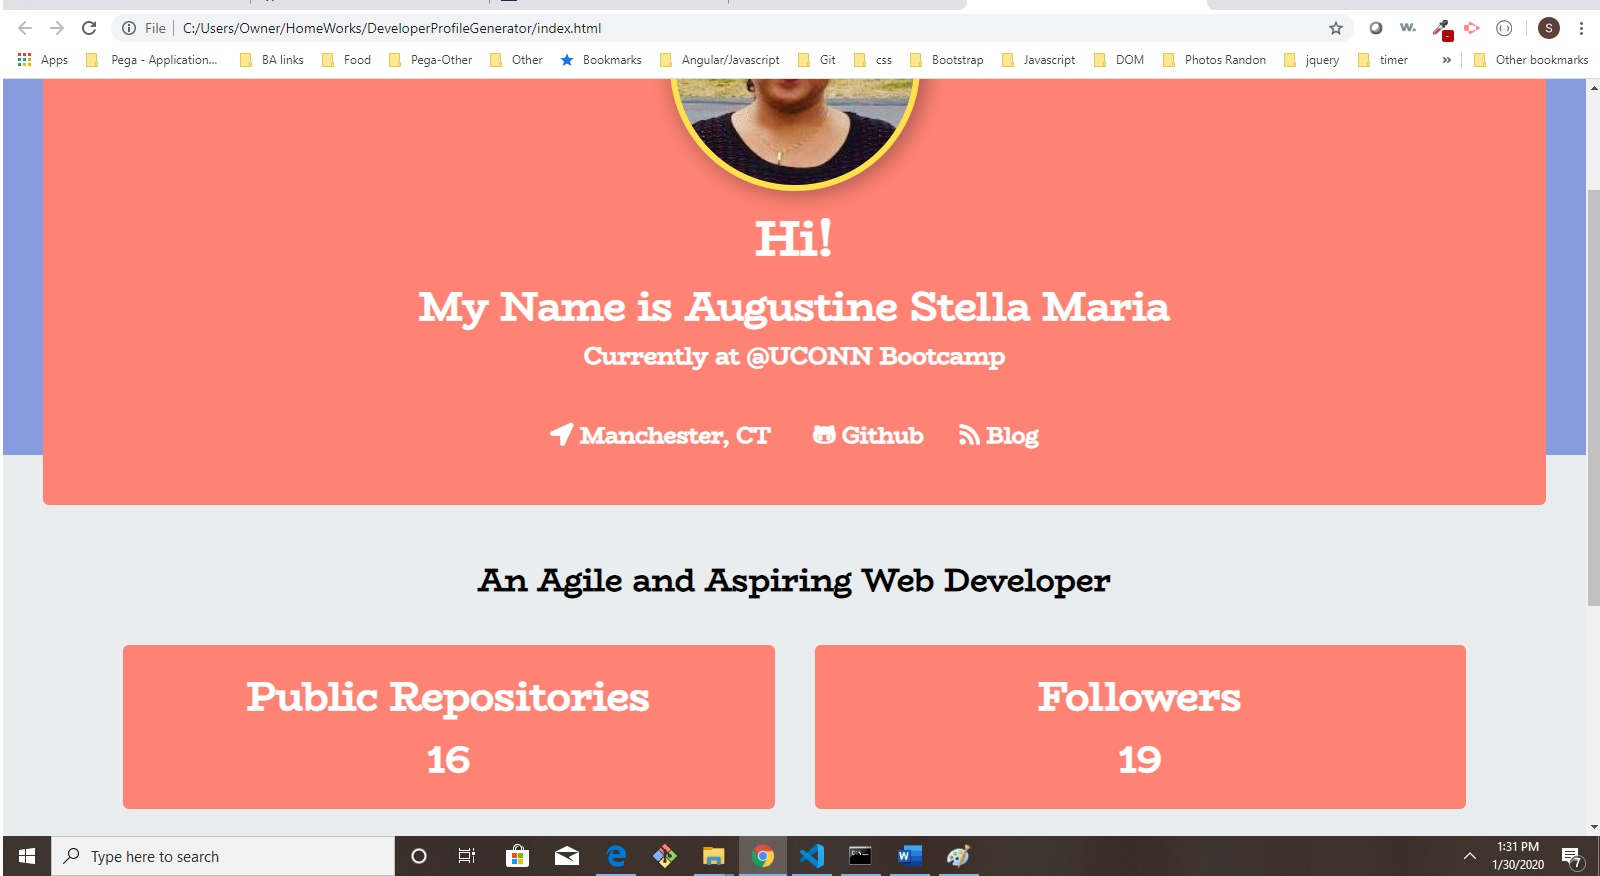 File C:/Users/Owner/HomeWorks/DeveloperProfileGenerator/index.html
W. - S
Apps Pega - Application... BA links Food Pega-Other Other Bookmarks Angular/Javascript Git css Bootstrap Javascript DOM Photos Randon jquery timer » Other bookmarks
Hi!
My Name is Augustine Stella Maria
Currently at @UCONN Bootcamp
Manchester, CT Github Blog
An Agile and Aspiring Web Developer
Public Repositories
16
Followers
19
Type here to search
1:31 PM
1/30/2020
7